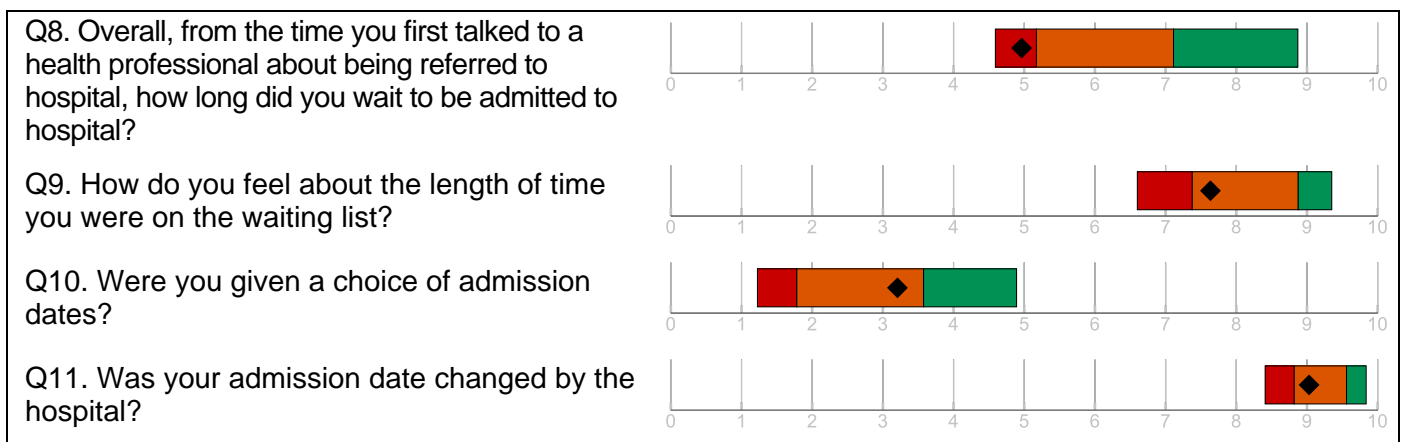 Q8. Overall, from the time you first talked to a
health professional about being referred to
hospital, how long did you wait to be admitted to
hospital?
0 1 2 3 4 5 6 7 8 9 10
Q9. How do you feel about the length of time
you were on the waiting list?
0 1 2 3 4 5 6 7 8 9 10
Q10. Were you given a choice of admission
dates?
0 1 2 3 4 5 6 7 8 9 10
Q11. Was your admission date changed by the
hospital?
0 1 2 3 4 5 6 7 8 9 10